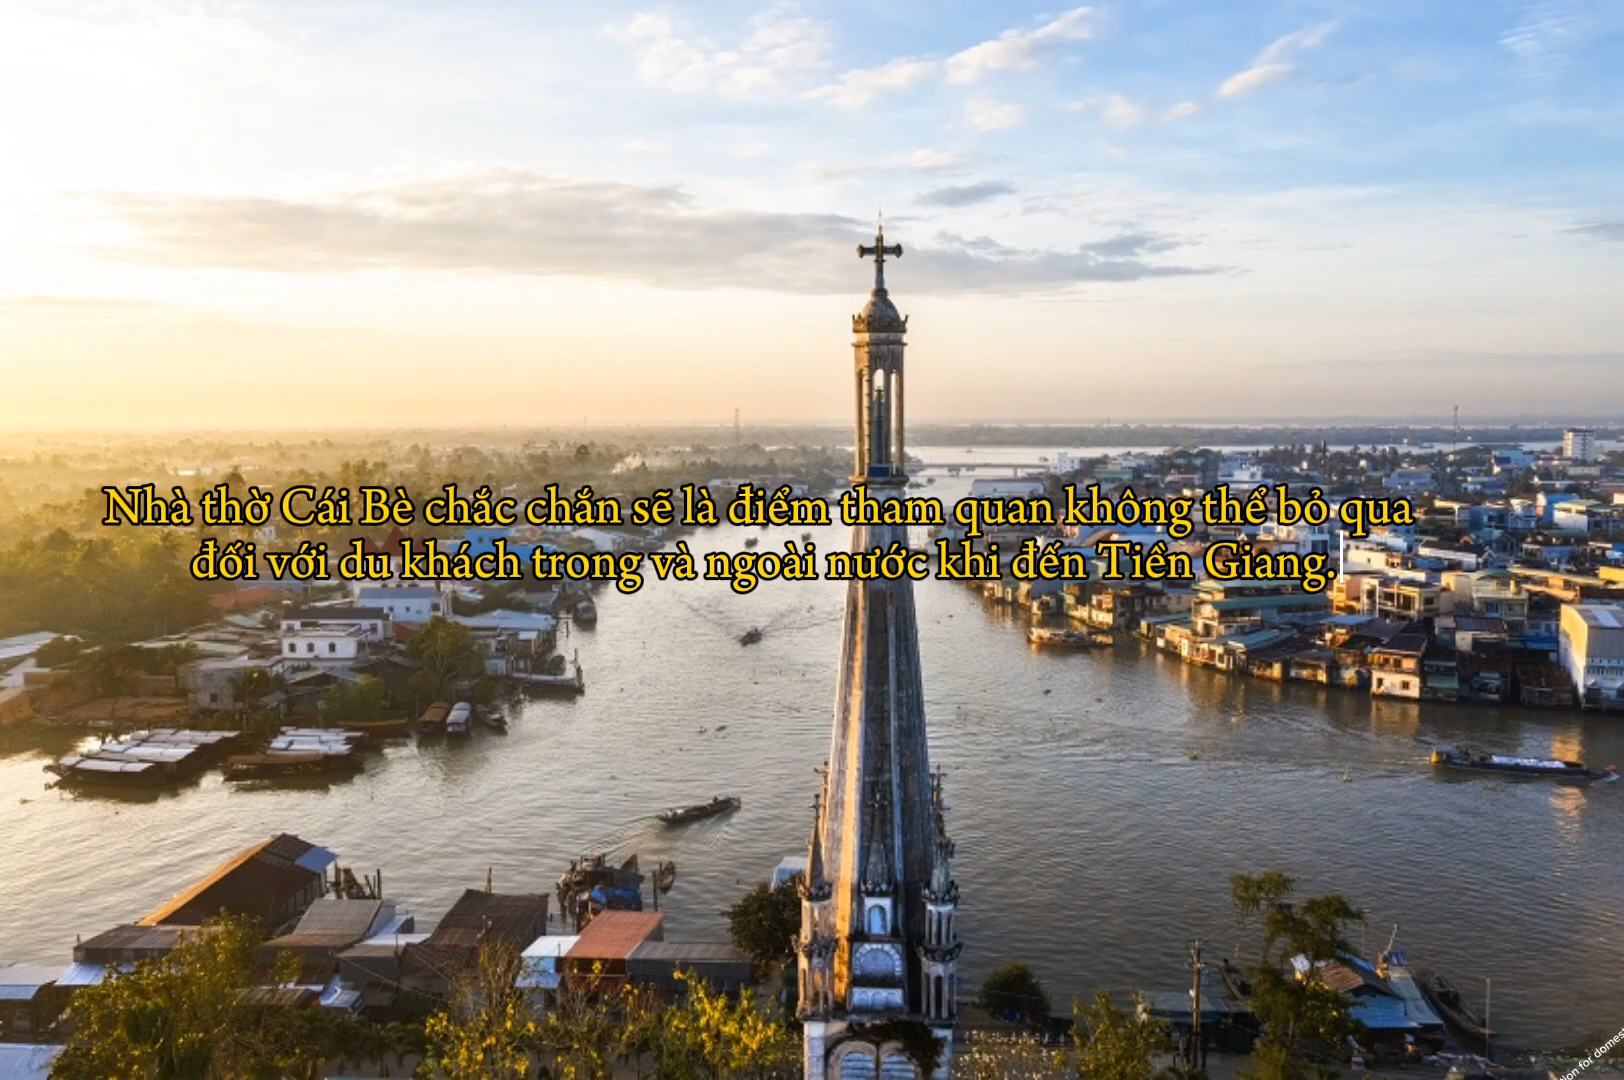 Nhà thờ Cái Bè chắc chắn sẽ là điểm tham quan không thể bỏ qua
đối với du khách trong và ngoài nước khi đến Tiền Giang.
for